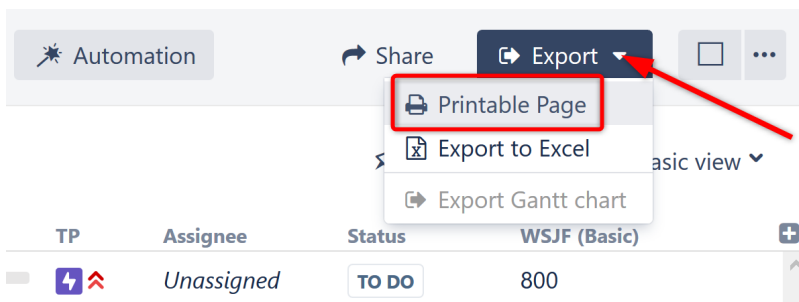 Automation Share Export
Printable Page
Export to Excel
asic view
Export Gantt chart
TP Assignee Status WSJF (Basic)
Unassigned TO DO 800